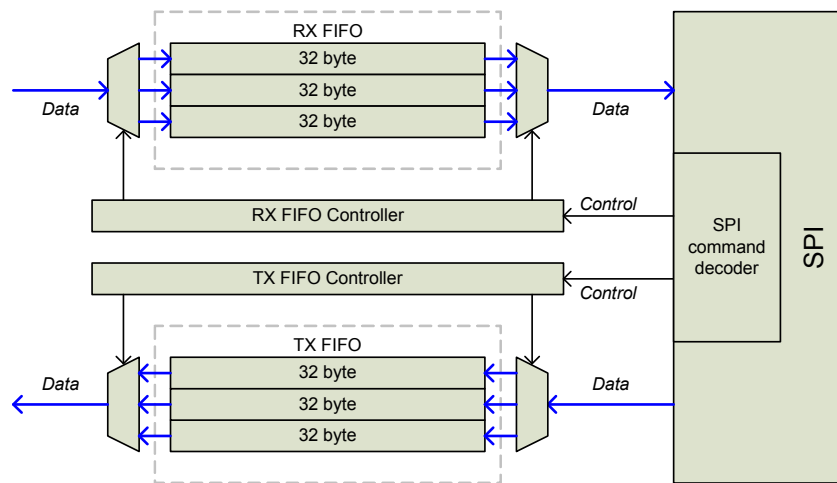 RX FIFO
32 byte
32 byte
32 byte
Data
Data
RX FIFO Controller
Control
SPI
command
decoder
SPI
TX FIFO Controller
Control
TX FIFO
32 byte
32 byte
32 byte
Data
Data